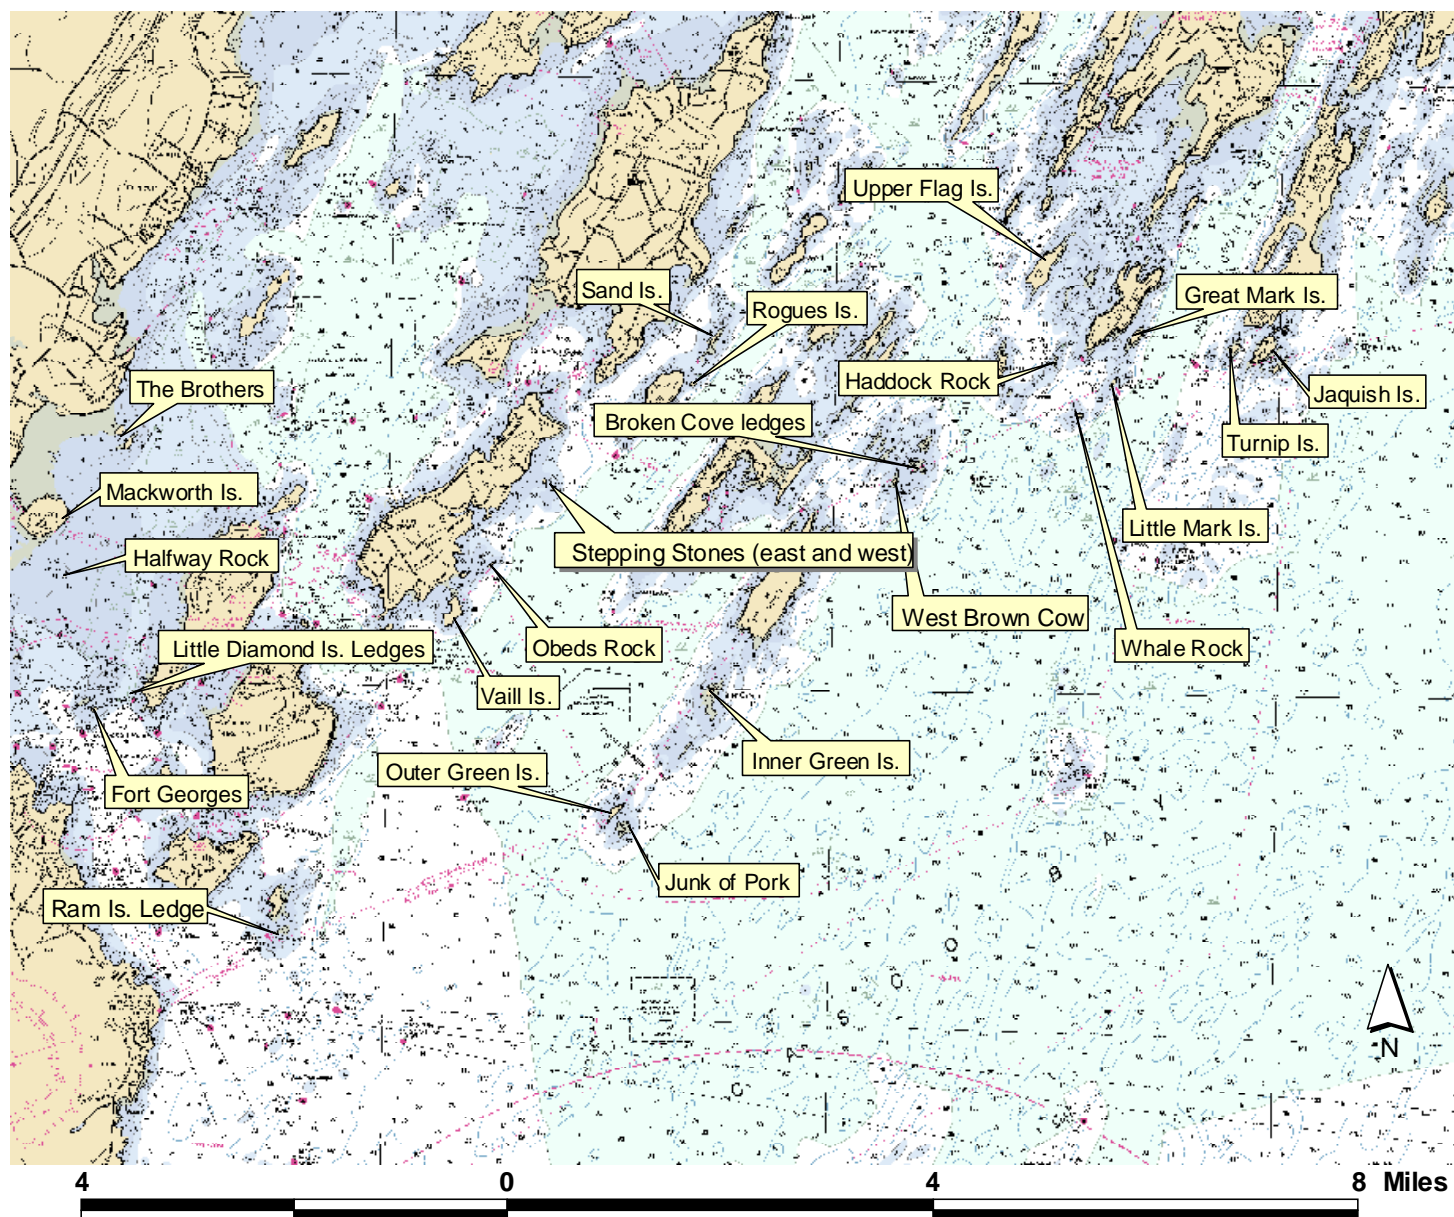 Upper Flag Is.
Sand Is.
Great Mark Is.
Rogues Is.
Haddock Rock
The Brothers
Jaquish Is.
Broken Cove ledges
Turnip Is.
Mackworth Is.
Little Mark Is.
Halfway Rock
Stepping Stones (east and west)
West Brown Cow
Little Diamond Is. Ledges
Obeds Rock
Whale Rock
Vaill Is.
Inner Green Is.
Outer Green Is.
Fort Georges
Junk of Pork
Ram Is. Ledge
C A S C O B A Y
N
4 0 4 8 Miles